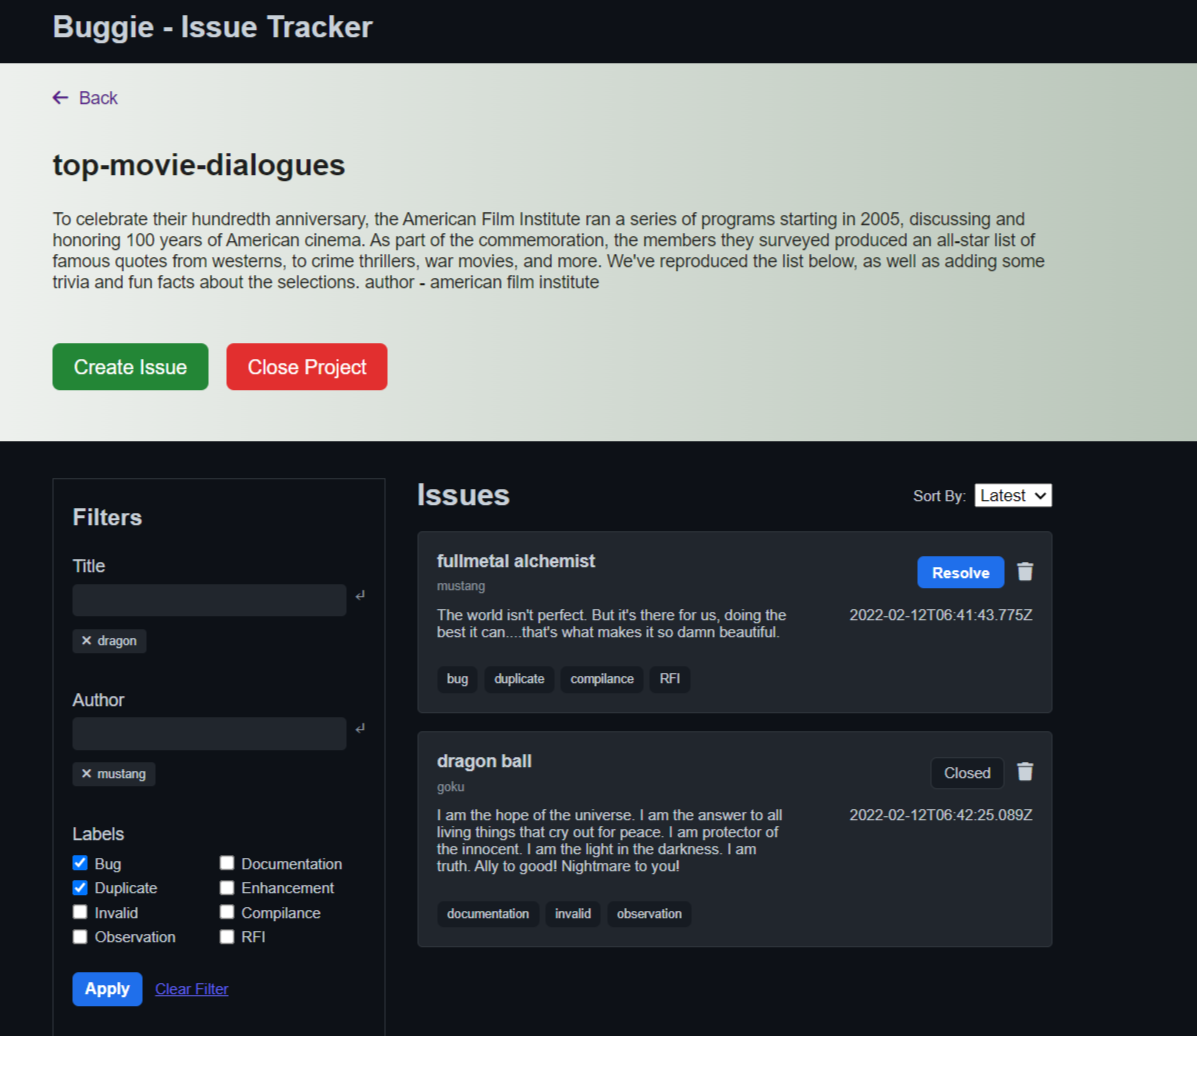 Buggie - Issue Tracker
Back
top-movie-dialogues
To celebrate their hundredth anniversary, the American Film Institute ran a series of programs starting in 2005, discussing and
honoring 100 years of American cinema. As part of the commemoration, the members they surveyed produced an all-star list of
famous quotes from westerns, to crime thrillers, war movies, and more. We've reproduced the list below, as well as adding some
trivia and fun facts about the selections. author - american film institute
Create Issue
Close Project
Filters
Title
dragon
Author
mustang
Labels
Bug
Documentation
Duplicate
Enhancement
Invalid
Compilance
Observation
RFI
Apply
Clear Filter
Issues
Sort By: Latest
fullmetal alchemist
Resolve
mustang
The world isn't perfect. But it's there for us, doing the
best it can....that's what makes it so damn beautiful.
2022-02-12T06:41:43.775Z
bug duplicate compilance RFI
dragon ball
Closed
goku
I am the hope of the universe. I am the answer to all
living things that cry out for peace. I am protector of
the innocent. I am the light in the darkness. I am
truth. Ally to good! Nightmare to you!
2022-02-12T06:42:25.089Z
documentation invalid observation